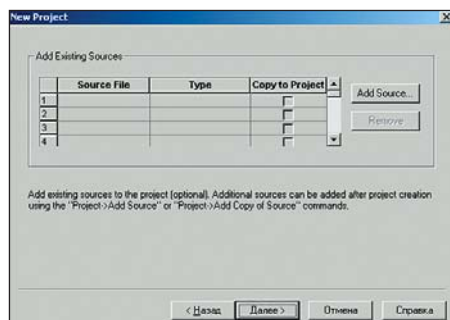 New Project
Add Existing Sources
Source File Type Copy to Project
1
2
3
4
Add Source...
Remove
Add existing sources to the project (optional). Additional sources can be added after project creation
using the "Project->Add Source" or "Project->Add Copy of Source" commands.
< Назад Далее > Отмена Справка